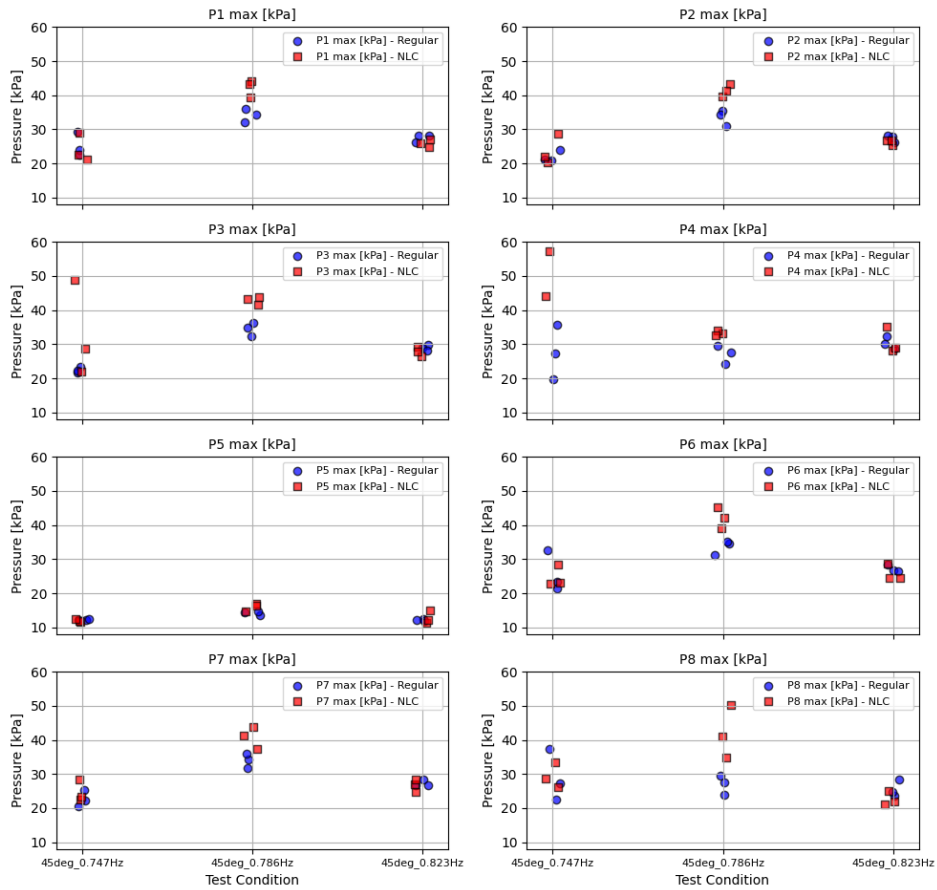 P1 max [kPa]
60
50
40
30
20
10
Pressure [kPa]
P1 max [kPa] - Regular
P1 max [kPa] - NLC
P2 max [kPa]
60
50
40
30
20
10
Pressure [kPa]
P2 max [kPa] - Regular
P2 max [kPa] - NLC
P3 max [kPa]
60
50
40
30
20
10
Pressure [kPa]
P3 max [kPa] - Regular
P3 max [kPa] - NLC
P4 max [kPa]
60
50
40
30
20
10
Pressure [kPa]
P4 max [kPa] - Regular
P4 max [kPa] - NLC
P5 max [kPa]
60
50
40
30
20
10
Pressure [kPa]
P5 max [kPa] - Regular
P5 max [kPa] - NLC
P6 max [kPa]
60
50
40
30
20
10
Pressure [kPa]
P6 max [kPa] - Regular
P6 max [kPa] - NLC
P7 max [kPa]
60
50
40
30
20
10
Pressure [kPa]
P7 max [kPa] - Regular
P7 max [kPa] - NLC
45deg_0.747Hz
45deg_0.786Hz
45deg_0.823Hz
Test Condition
P8 max [kPa]
60
50
40
30
20
10
Pressure [kPa]
P8 max [kPa] - Regular
P8 max [kPa] - NLC
45deg_0.747Hz
45deg_0.786Hz
45deg_0.823Hz
Test Condition